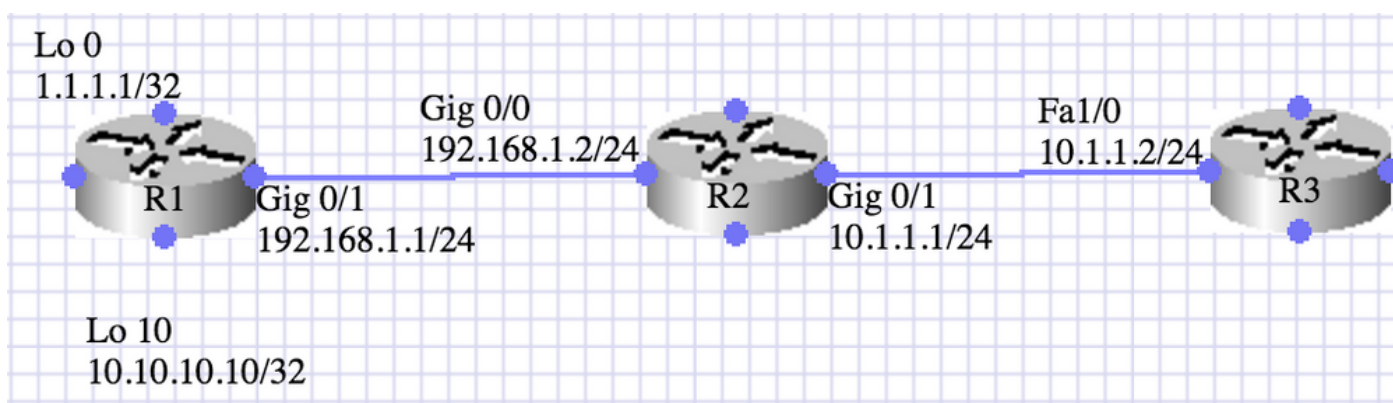 Lo 0
1.1.1.1/32
R1
Gig 0/1
192.168.1.1/24
Gig 0/0
192.168.1.2/24
R2
Gig 0/1
10.1.1.1/24
Fa1/0
10.1.1.2/24
R3
Lo 10
10.10.10.10/32